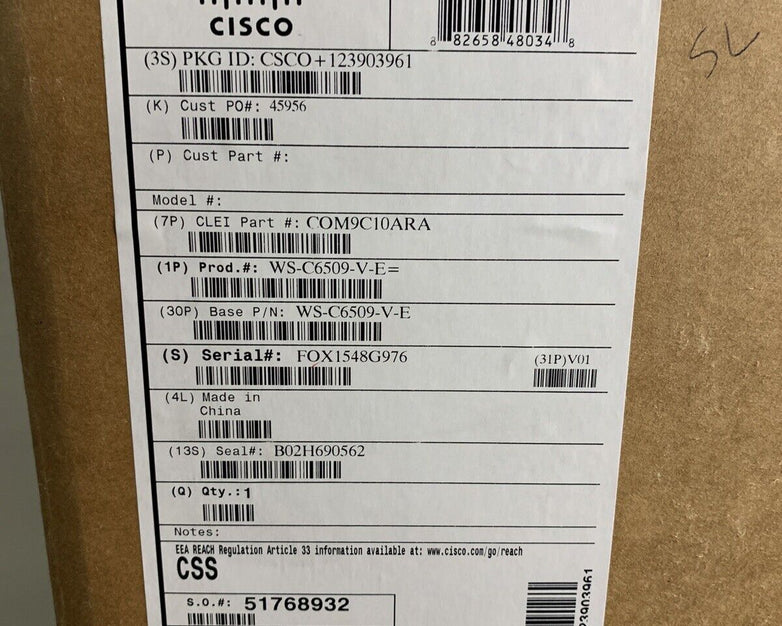 CISCO
8 82658 48034 8
SL
(3S) PKG ID: CSCO+123903961
(K) Cust PO#: 45956
(P) Cust Part #:
Model #:
(7P) CLEI Part #: COM9C10ARA
(1P) Prod.#: WS-C6509-V-E=
(30P) Base P/N: WS-C6509-V-E
(S) Serial#: FOX1548G976
(31P)V01
(4L) Made in
China
(13S) Seal#: B02H690562
(Q) Qty.:1
Notes:
EEA REACH Regulation Article 33 information available at: www.cisco.com/go/reach
CSS
S.O.#: 51768932
23903961